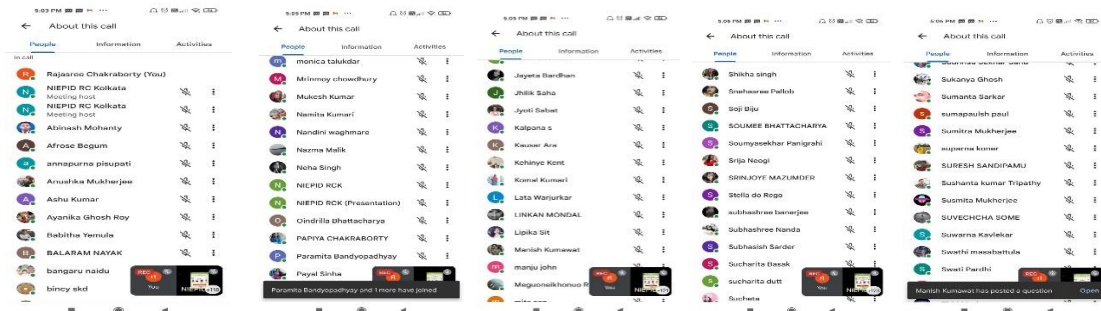 5:03 PM
About this call
People Information Activities
In call
Rajasree Chakraborty (You)
NIEPID RC Kolkata
Meeting host
NIEPID RC Kolkata
Meeting host
Abinash Mohanty
Afrose Begum
annapurna pisupati
Anushka Mukherjee
Ashu Kumar
Ayanika Ghosh Roy
Babitha Yemula
BALARAM NAYAK
bangaru naidu
bincy skd
REC
You
5:05 PM
About this call
People Information Activities
monica talukdar
Mrinmoy chowdhury
Mukesh Kumar
Namita Kumari
Nandini waghmare
Nazma Malik
Neha Singh
NIEPID RCK
NIEPID RCK (Presentation)
Oindrilla Bhattacharya
PAPIYA CHAKRABORTY
Paramita Bandyopadhyay
Payal Sinha
REC
Paramita Bandyopadhyay and 1 more have joined
5:05 PM
About this call
People Information Activities
Jayeta Bardhan
Jhilik Saha
Jyoti Sabat
Kalpana s
Kausar Ara
Kehinye Kent
Komal Kumari
Lata Warjurkar
LINKAN MONDAL
Lipika Sit
Manish Kumawat
manju john
Meguoneikhonuo R
REC
You
5:06 PM
About this call
People Information Activities
Shikha singh
Snehasree Pallob
Soji Biju
SOUMEE BHATTACHARYA
Soumyasekhar Panigrahi
Srija Neogi
SRINJOYE MAZUMDER
Stella do Rego
subhashree banerjee
Subhashree Nanda
Subhasish Sarder
Sucharita Basak
sucharita dutt
Sucheta
REC
You
5:06 PM
About this call
People Information Activities
Sukanya Ghosh
Sumanta Sarkar
sumapaulsh paul
Sumitra Mukherjee
suparna koner
SURESH SANDIPAMU
Sushanta kumar Tripathy
Susmita Mukherjee
SUVECHCHA SOME
Suwarna Kavlekar
Swathi masabattula
Swati Pardhi
REC
Manish Kumawat has posted a question Open